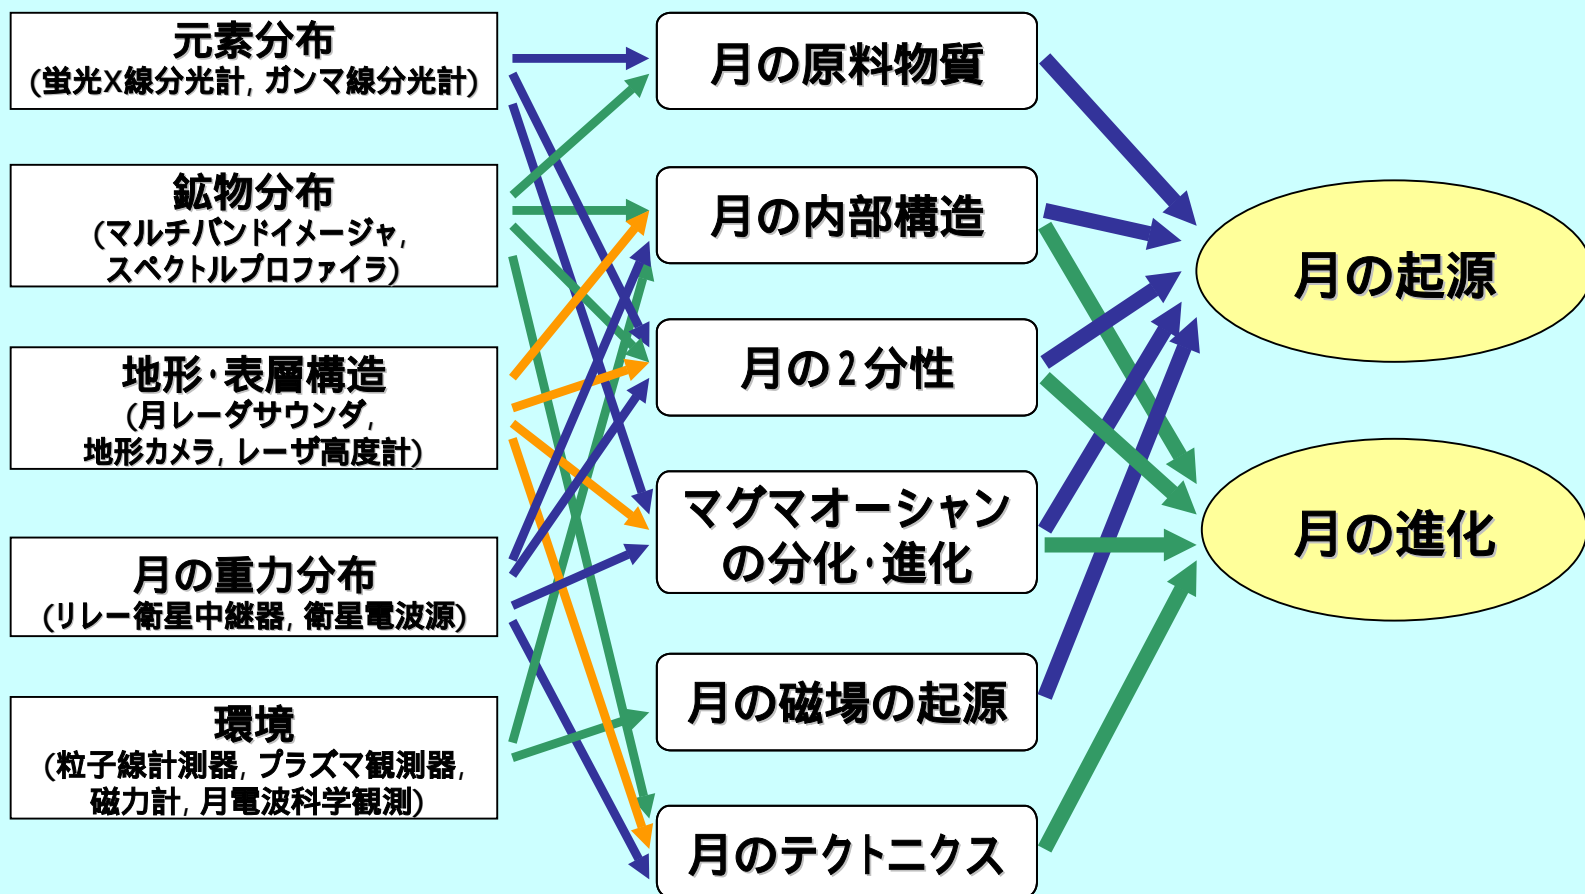 元素分布
(蛍光X線分光計, ガンマ線分光計)
鉱物分布
(マルチバンドイメージャ,
スペクトルプロファイラ)
地形・表層構造
(月レーダサウンダ,
地形カメラ, レーザ高度計)
月の重力分布
(リレー衛星中継器, 衛星電波源)
環境
(粒子線計測器, プラズマ観測器,
磁力計, 月電波科学観測)
月の原料物質
月の内部構造
月の2分性
マグマオーシャン
の分化・進化
月の磁場の起源
月のテクトニクス
月の起源
月の進化